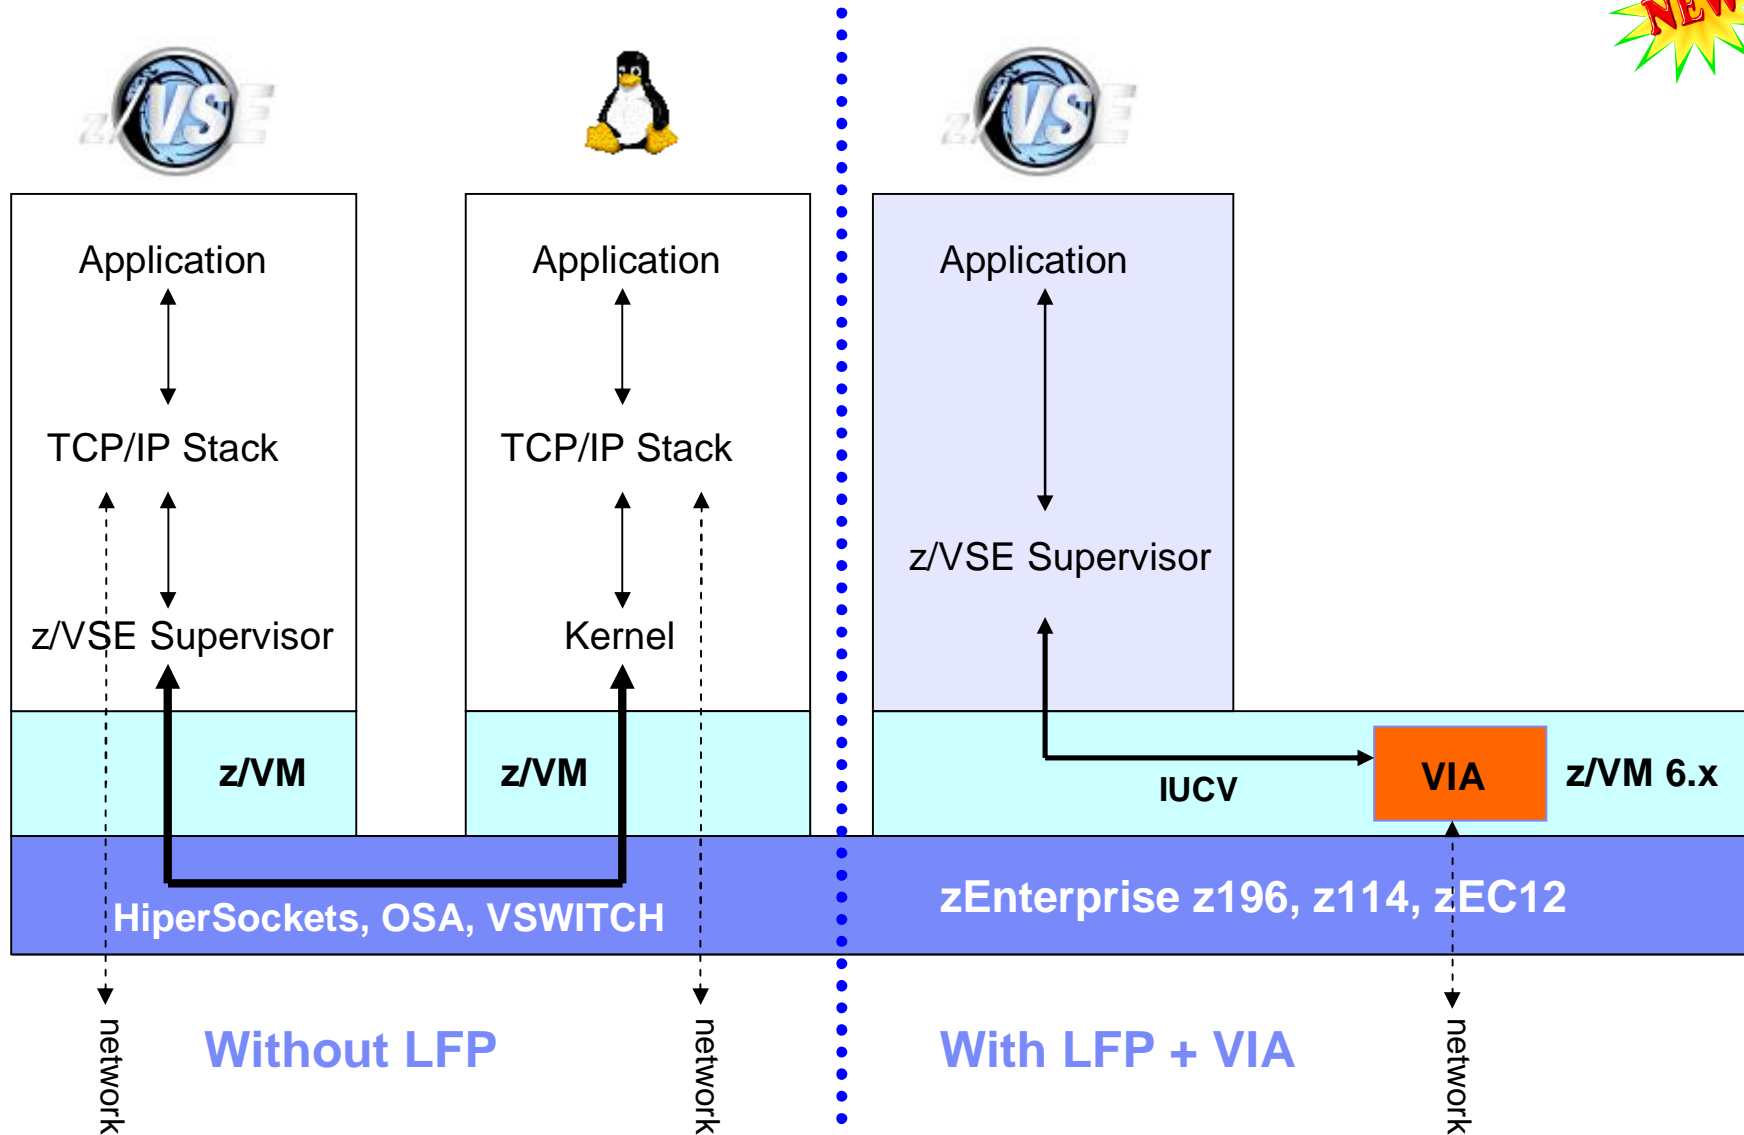 NEW
z/VSE
z/VSE
Application
Application
Application
TCP/IP Stack
TCP/IP Stack
z/VSE Supervisor
z/VSE Supervisor
Kernel
z/VM
z/VM
IUCV
VIA
z/VM 6.x
HiperSockets, OSA, VSWITCH
zEnterprise z196, z114, zEC12
network
Without LFP
network
With LFP + VIA
network